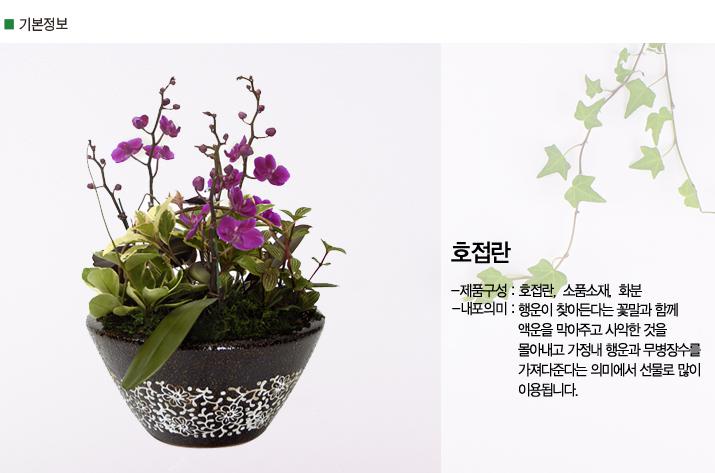 기본정보
호접란
-제품구성 : 호접란, 소품소재, 화분
-내포의미 : 행운이 찾아든다는 꽃말과 함께
액운을 막아주고 사악한 것을
몰아내고 가정내 행운과 무병장수를
가져다준다는 의미에서 선물로 많이
이용됩니다.